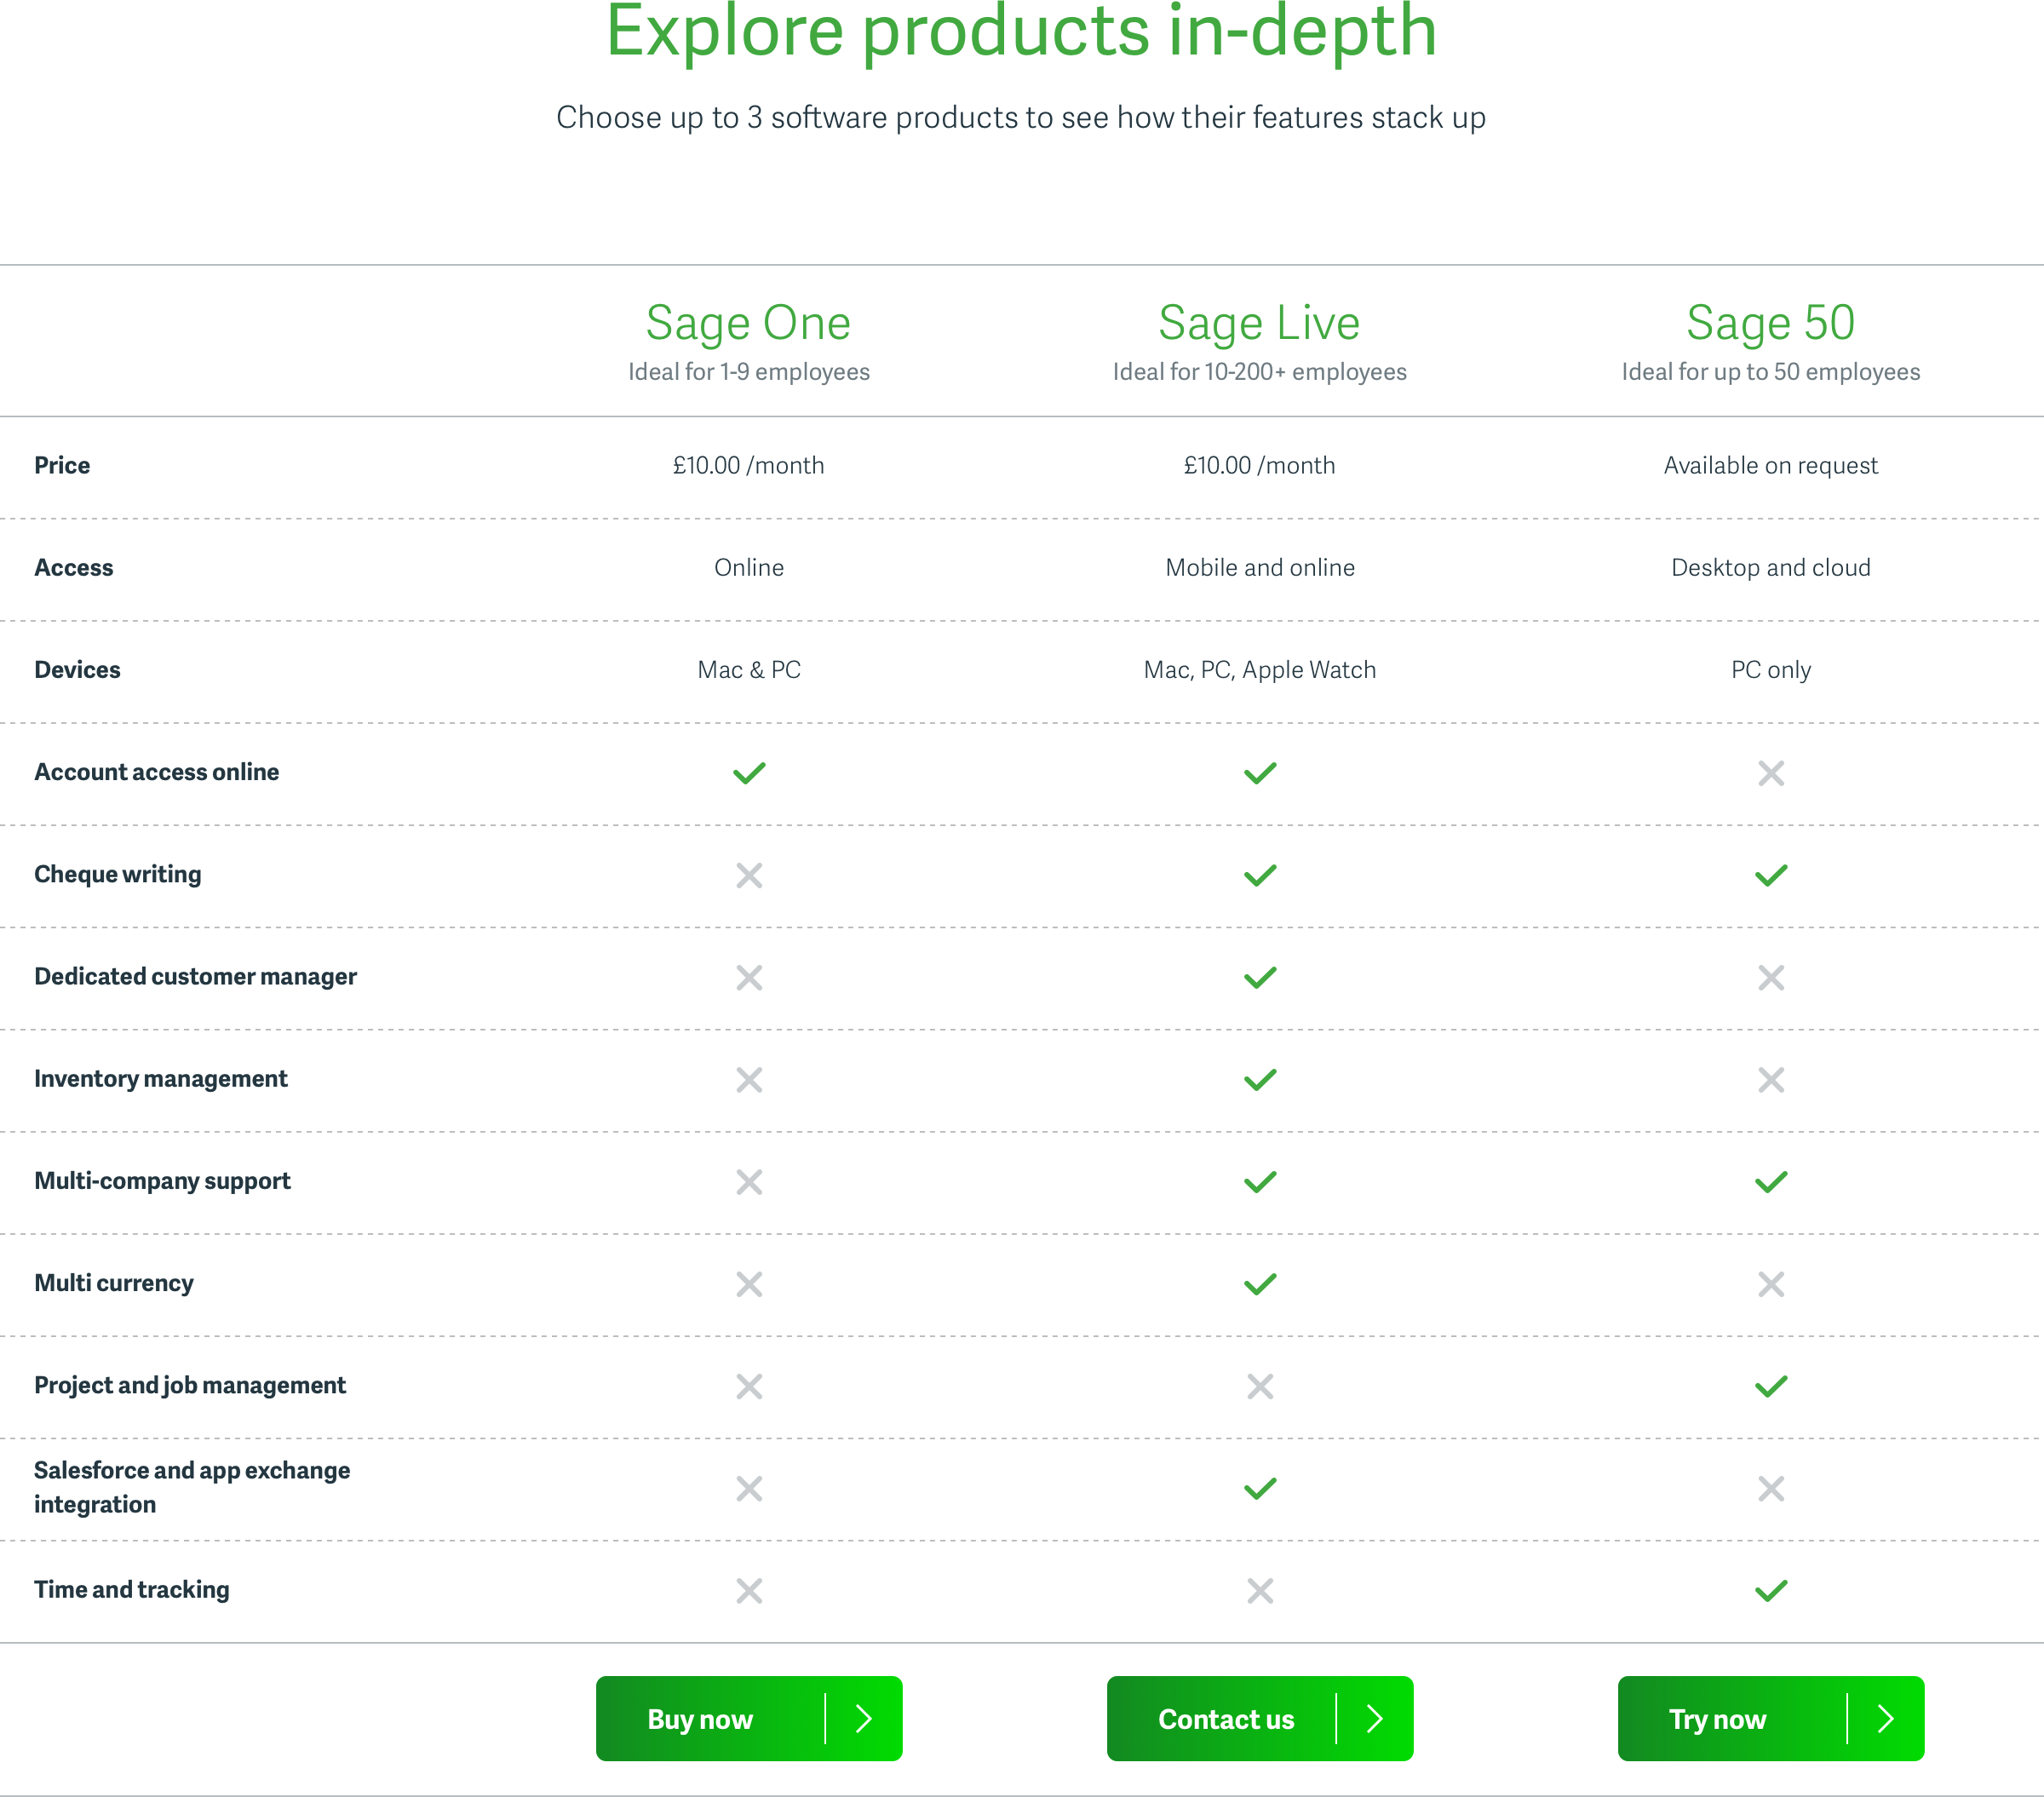 Explore products in-depth
Choose up to 3 software products to see how their features stack up
Sage One Sage Live Sage 50
Ideal for 1-9 employees Ideal for 10-200+ employees Ideal for up to 50 employees
Price £10.00 /month £10.00 /month Available on request
Access Online Mobile and online Desktop and cloud
Devices Mac & PC Mac, PC, Apple Watch PC only
Account access online
Cheque writing
Dedicated customer manager
Inventory management
Multi-company support
Multi currency
Project and job management
Salesforce and app exchange
integration
Time and tracking
Buy now Contact us Try now